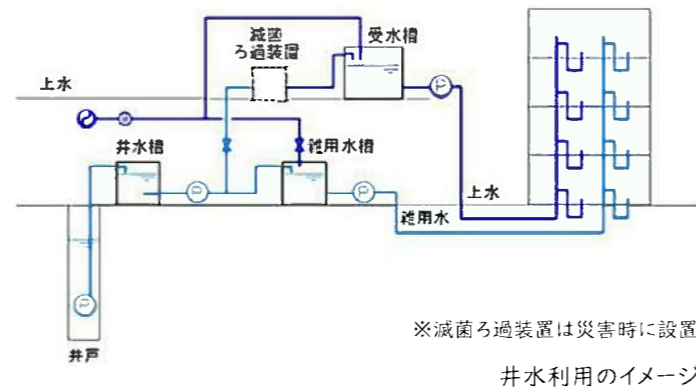 滅菌
ろ過装置
受水槽
上水
P
M
井水槽
雑用水槽
P
P
上水
雑用水
P
井戸
※滅菌ろ過装置は災害時に設置
井水利用のイメージ